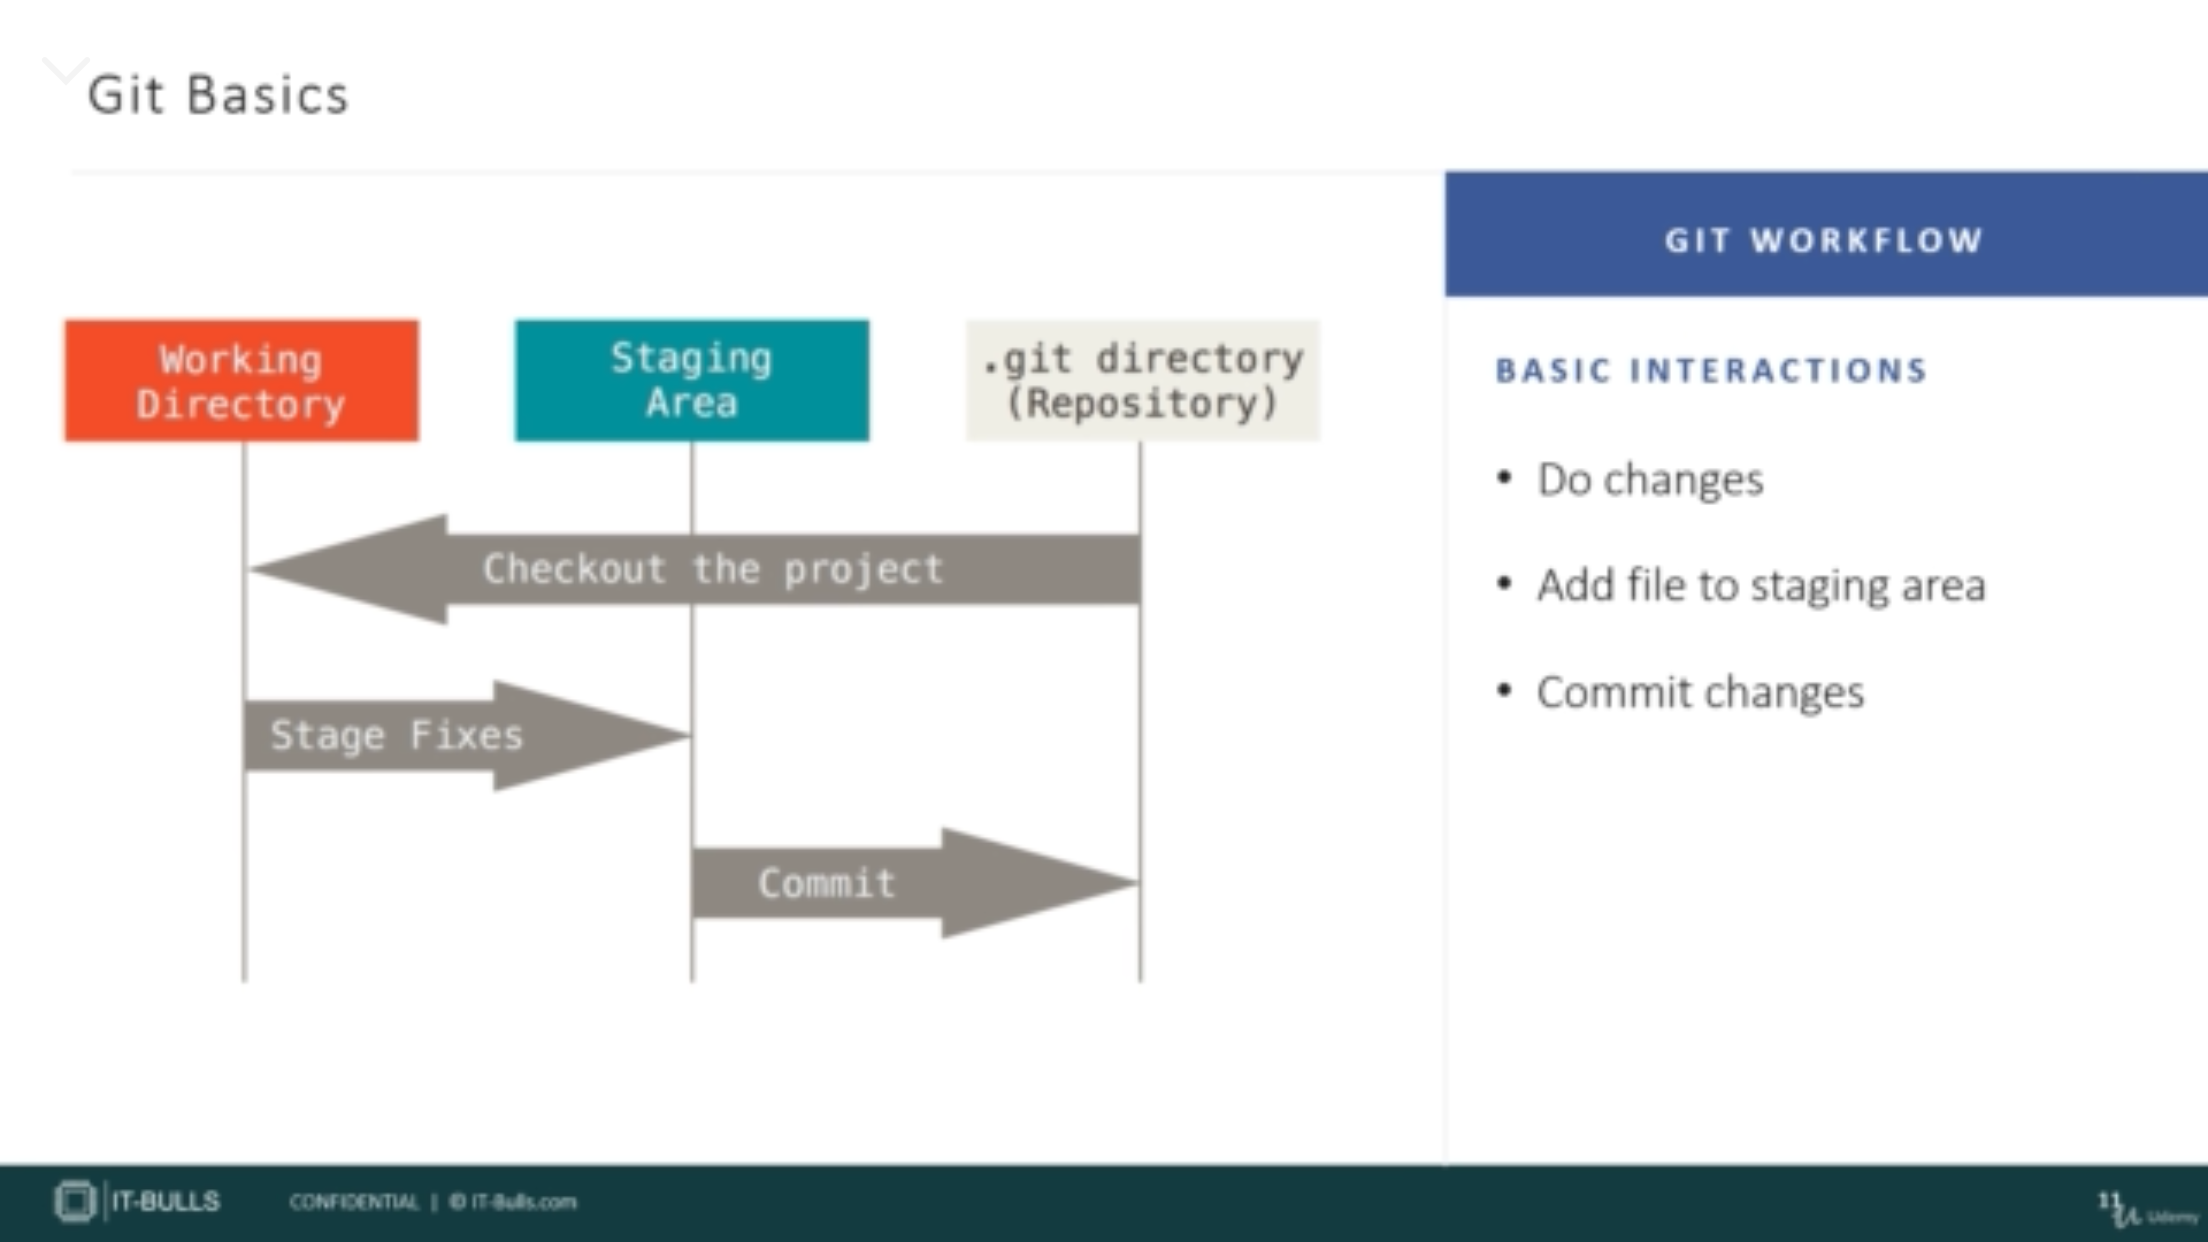 Git Basics
GIT WORKFLOW
Working
Directory
Staging
Area
.git directory
(Repository)
Checkout the project
Stage Fixes
Commit
BASIC INTERACTIONS
• Do changes
• Add file to staging area
• Commit changes
IT-BULLS
CONFIDENTIAL | © IT-Bulls.com
11
Udemy